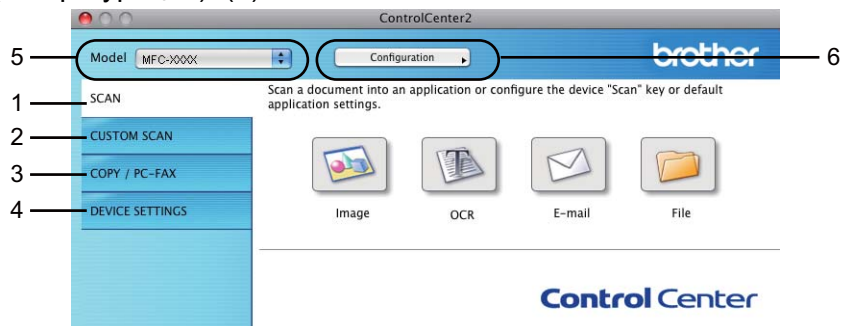 ControlCenter2
5
Model MFC-XXXX
Configuration
brother
6
1
SCAN
Scan a document into an application or configure the device "Scan" key or default
application settings.
2
CUSTOM SCAN
3
COPY / PC-FAX
4
DEVICE SETTINGS
Image
OCR
E-mail
File
Control Center